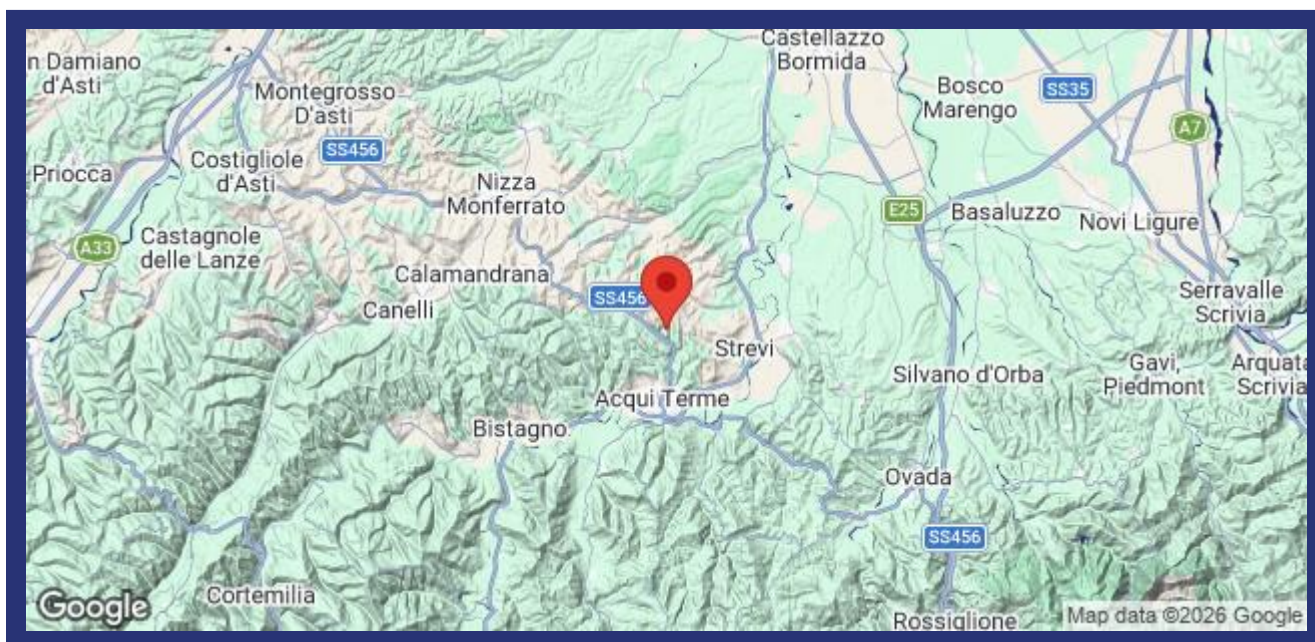 Castellazzo
Bormida
n Damiano
d'Asti
Bosco
Marengo
SS35
Montegrosso
D'asti
A7
SS456
Costigliole
d'Asti
Priocca
Nizza
Monferrato
E25
Basaluzzo
Novi Ligure
A33
Castagnole
delle Lanze
Calamandrana
SS456
Canelli
Serravalle
Scrivia
Strevi
Gavi,
Piedmont
Arquata
Scrivia
Silvano d'Orba
Acqui Terme
Bistagno
Ovada
SS456
Cortemilia
Rossiglione
Google
Map data ©2026 Google